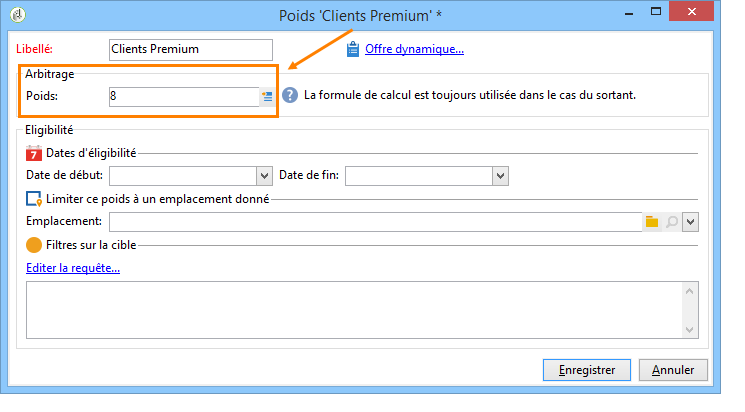 Poids 'Clients Premium' *
Libellé: Clients Premium Offre dynamique...
Arbitrage
Poids: 8 La formule de calcul est toujours utilisée dans le cas du sortant.
Eligibilité
7 Dates d'éligibilité
Date de début: Date de fin:
Limiter ce poids à un emplacement donné
Emplacement:
Filtres sur la cible
Editer la requête...
Enregistrer Annuler